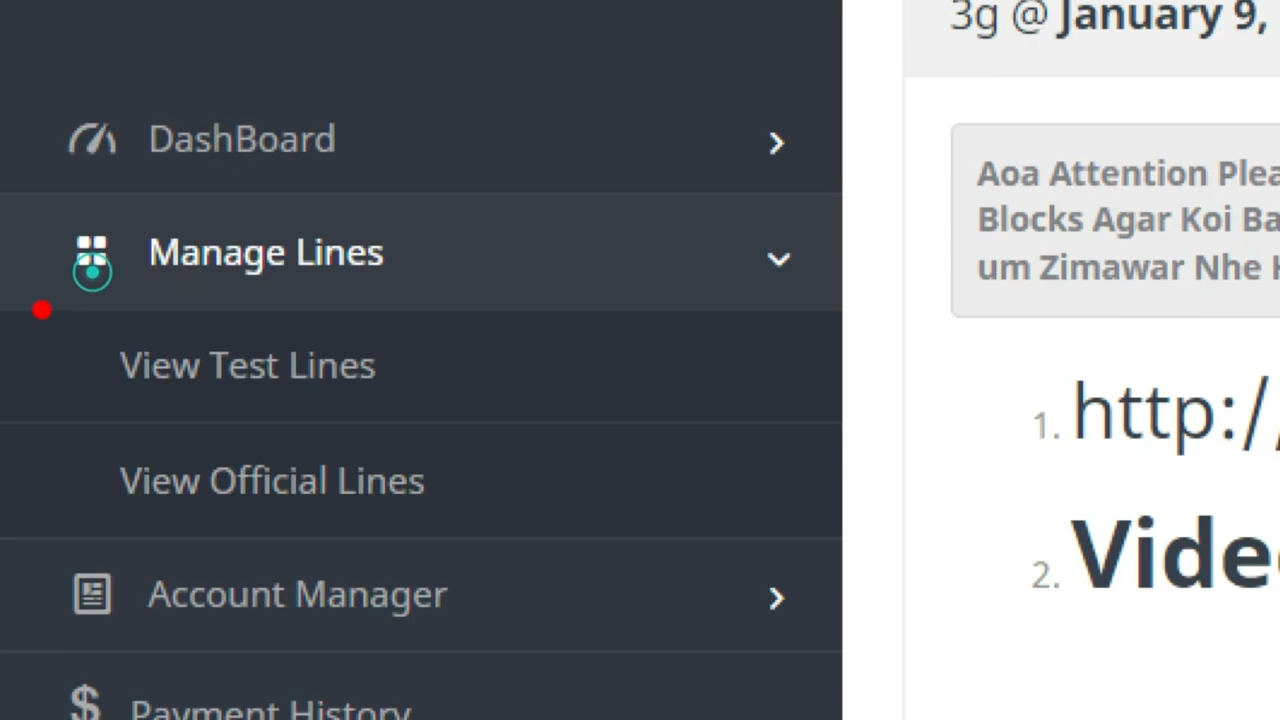 DashBoard
Manage Lines
View Test Lines
View Official Lines
Account Manager
$ Payment History
3g @ January 9,
Aoa Attention Plea
Blocks Agar Koi Ba
um Zimawar Nhe H
1. http:/
2. Video